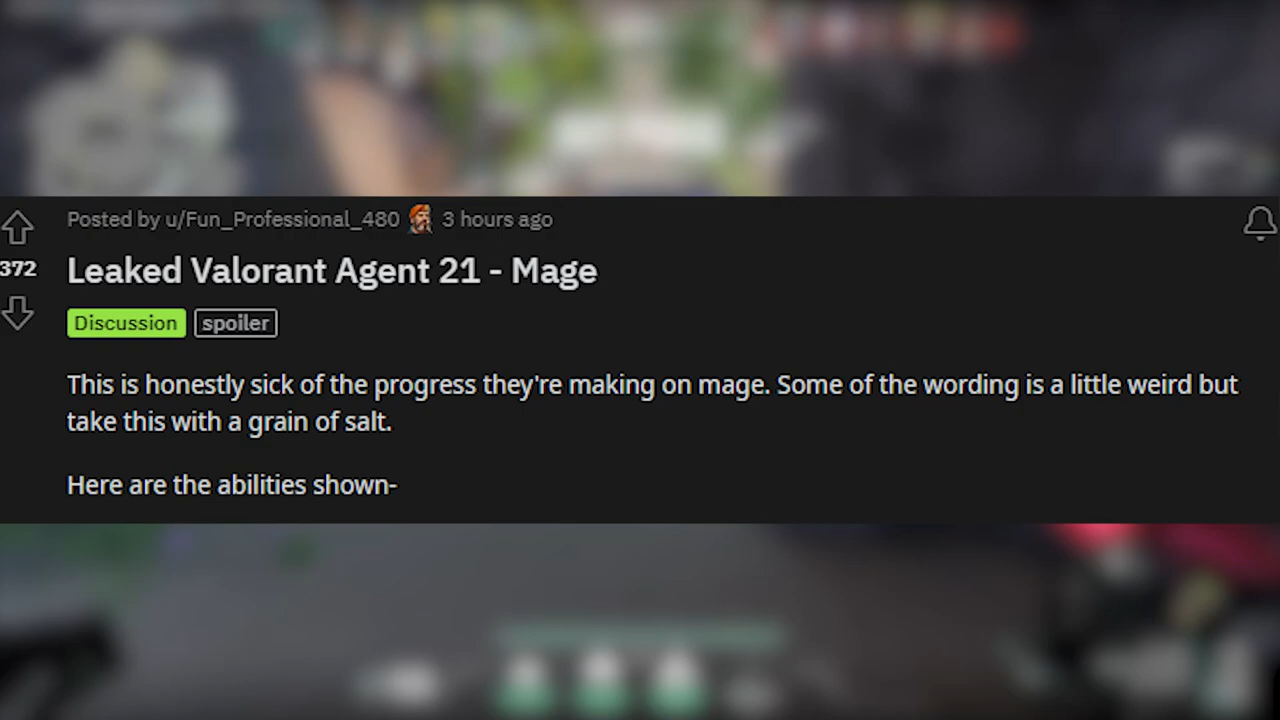 Posted by u/Fun_Professional_480 3 hours ago
372
Leaked Valorant Agent 21 - Mage
Discussion spoiler
This is honestly sick of the progress they're making on mage. Some of the wording is a little weird but
take this with a grain of salt.
Here are the abilities shown-